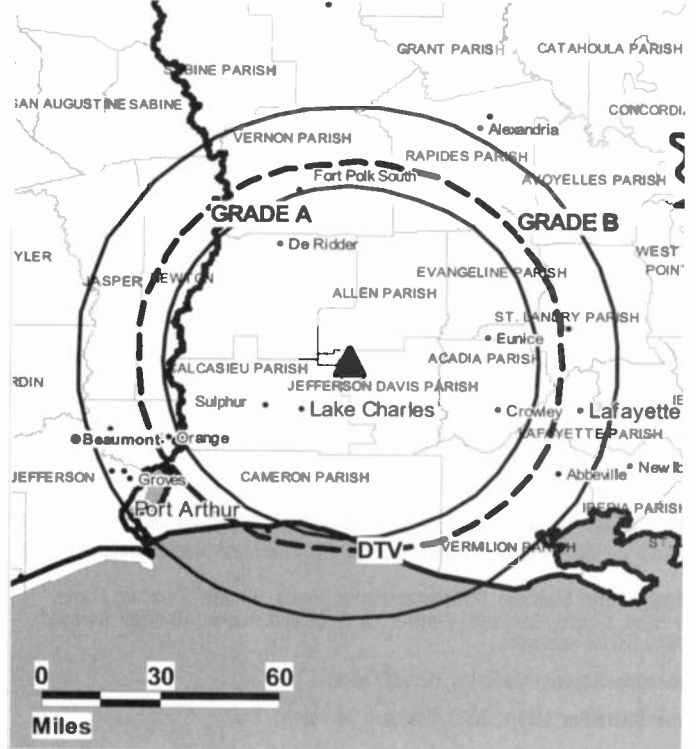 GRANT PARISH
CATAHOULA PARISH
SABINE PARISH
SAN AUGUSTINE SABINE
CONCORDIA
Alexandria
VERNON PARISH
RAPIDES PARISH
Fort Polk South
AVOYELLES PARISH
GRADE A
GRADE B
De Ridder
WEST
POINT
YLER
JASPER
NEWTON
EVANGELINE PARISH
ALLEN PARISH
ST. LANDRY PARISH
Eunice
CALCASIEU PARISH
ACADIA PARISH
RDIN
JEFFERSON DAVIS PARISH
Sulphur
Lake Charles
Crowley
Lafayette
Beaumont
Orange
LAFAYETTE PARISH
JEFFERSON
Groves
CAMERON PARISH
Abbeville
New Ib
Port Arthur
IBERIA PARISH
DTV
VERMILION PARISH
ST.
0 30 60
Miles